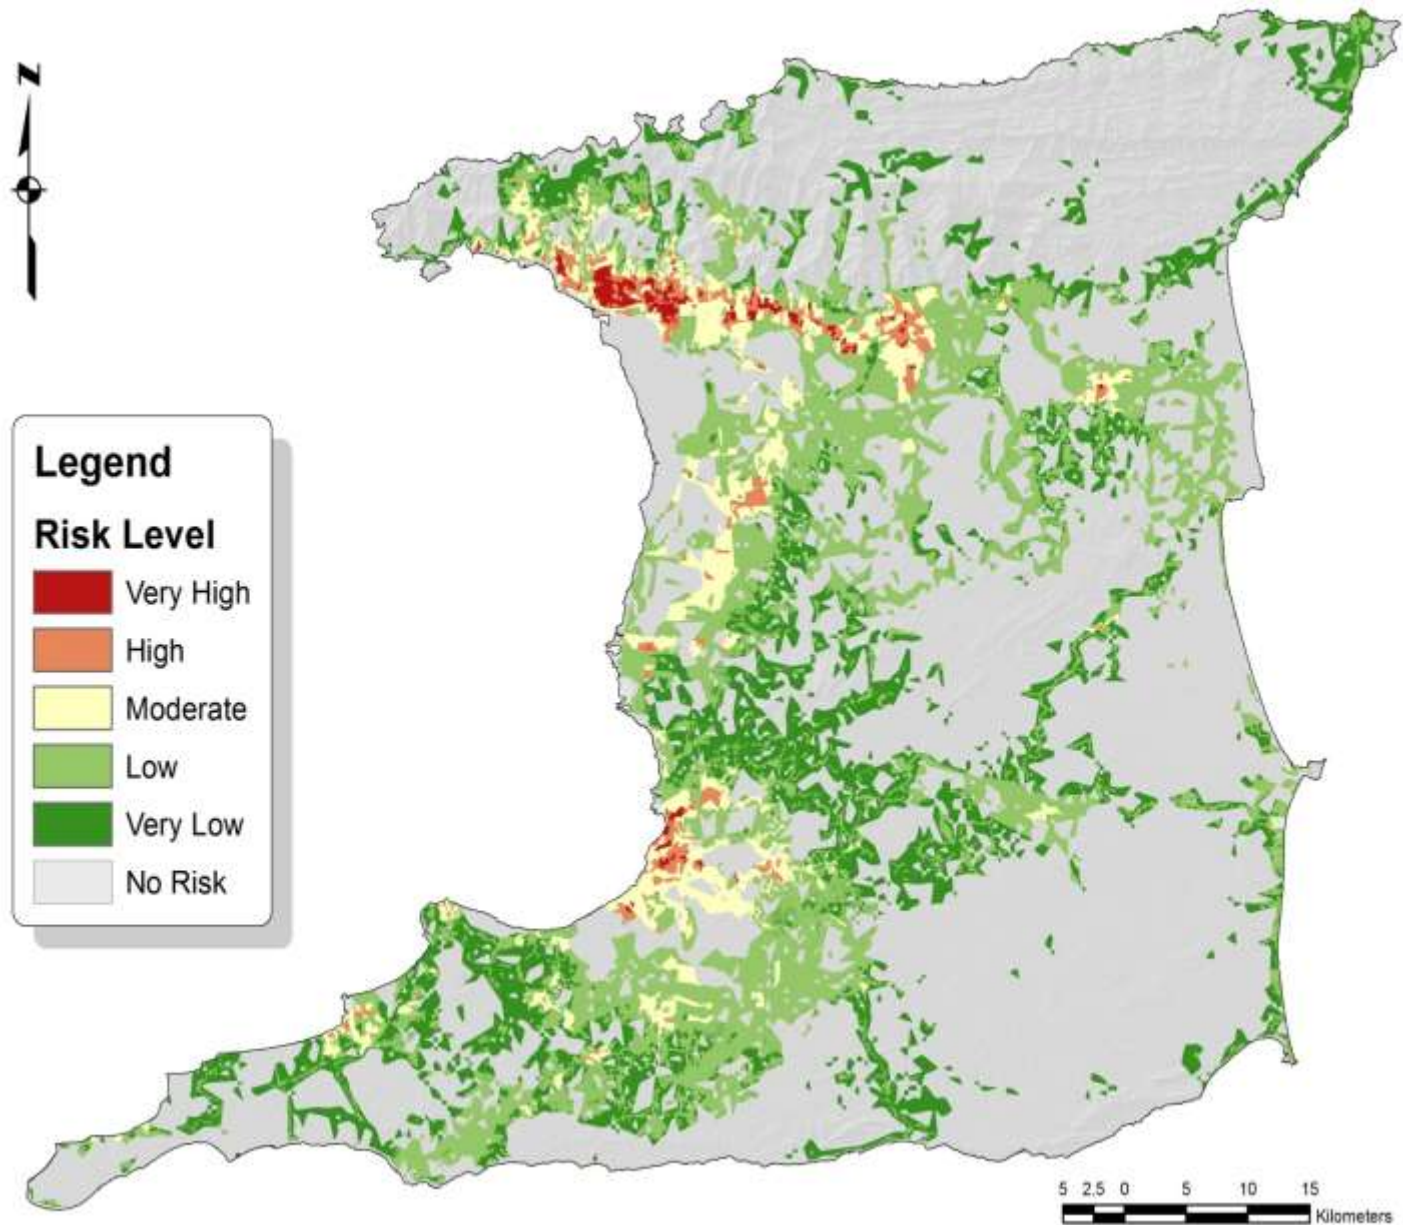 N
Legend
Risk Level
Very High
High
Moderate
Low
Very Low
No Risk
5 2.5 0 5 10 15
Kilometers